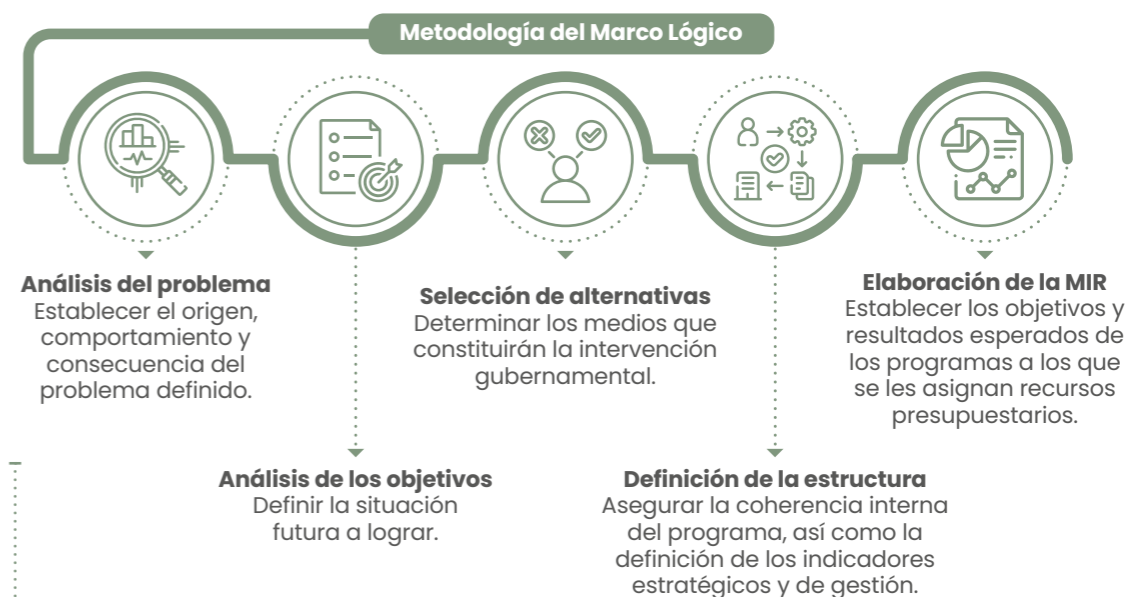 Metodología del Marco Lógico
Análisis del problema
Establecer el origen,
comportamiento y
consecuencia del
problema definido.
Análisis de los objetivos
Definir la situación
futura a lograr.
Selección de alternativas
Determinar los medios que
constituirán la intervención
gubernamental.
Definición de la estructura
Asegurar la coherencia interna
del programa, así como la
definición de los indicadores
estratégicos y de gestión.
Elaboración de la MIR
Establecer los objetivos y
resultados esperados de
los programas a los que
se les asignan recursos
presupuestarios.